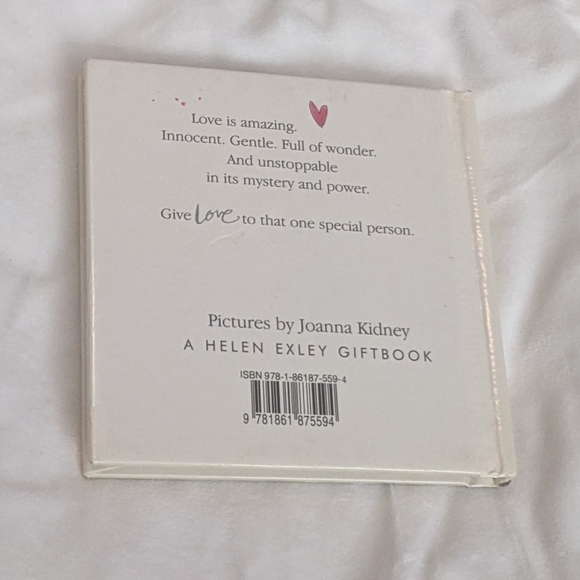 Love is amazing.
Innocent. Gentle. Full of wonder.
And unstoppable
in its mystery and power.
Give Love to that one special person.
Pictures by Joanna Kidney
A HELEN EXLEY GIFTBOOK
ISBN 978-1-86187-559-4
9 781861 875594